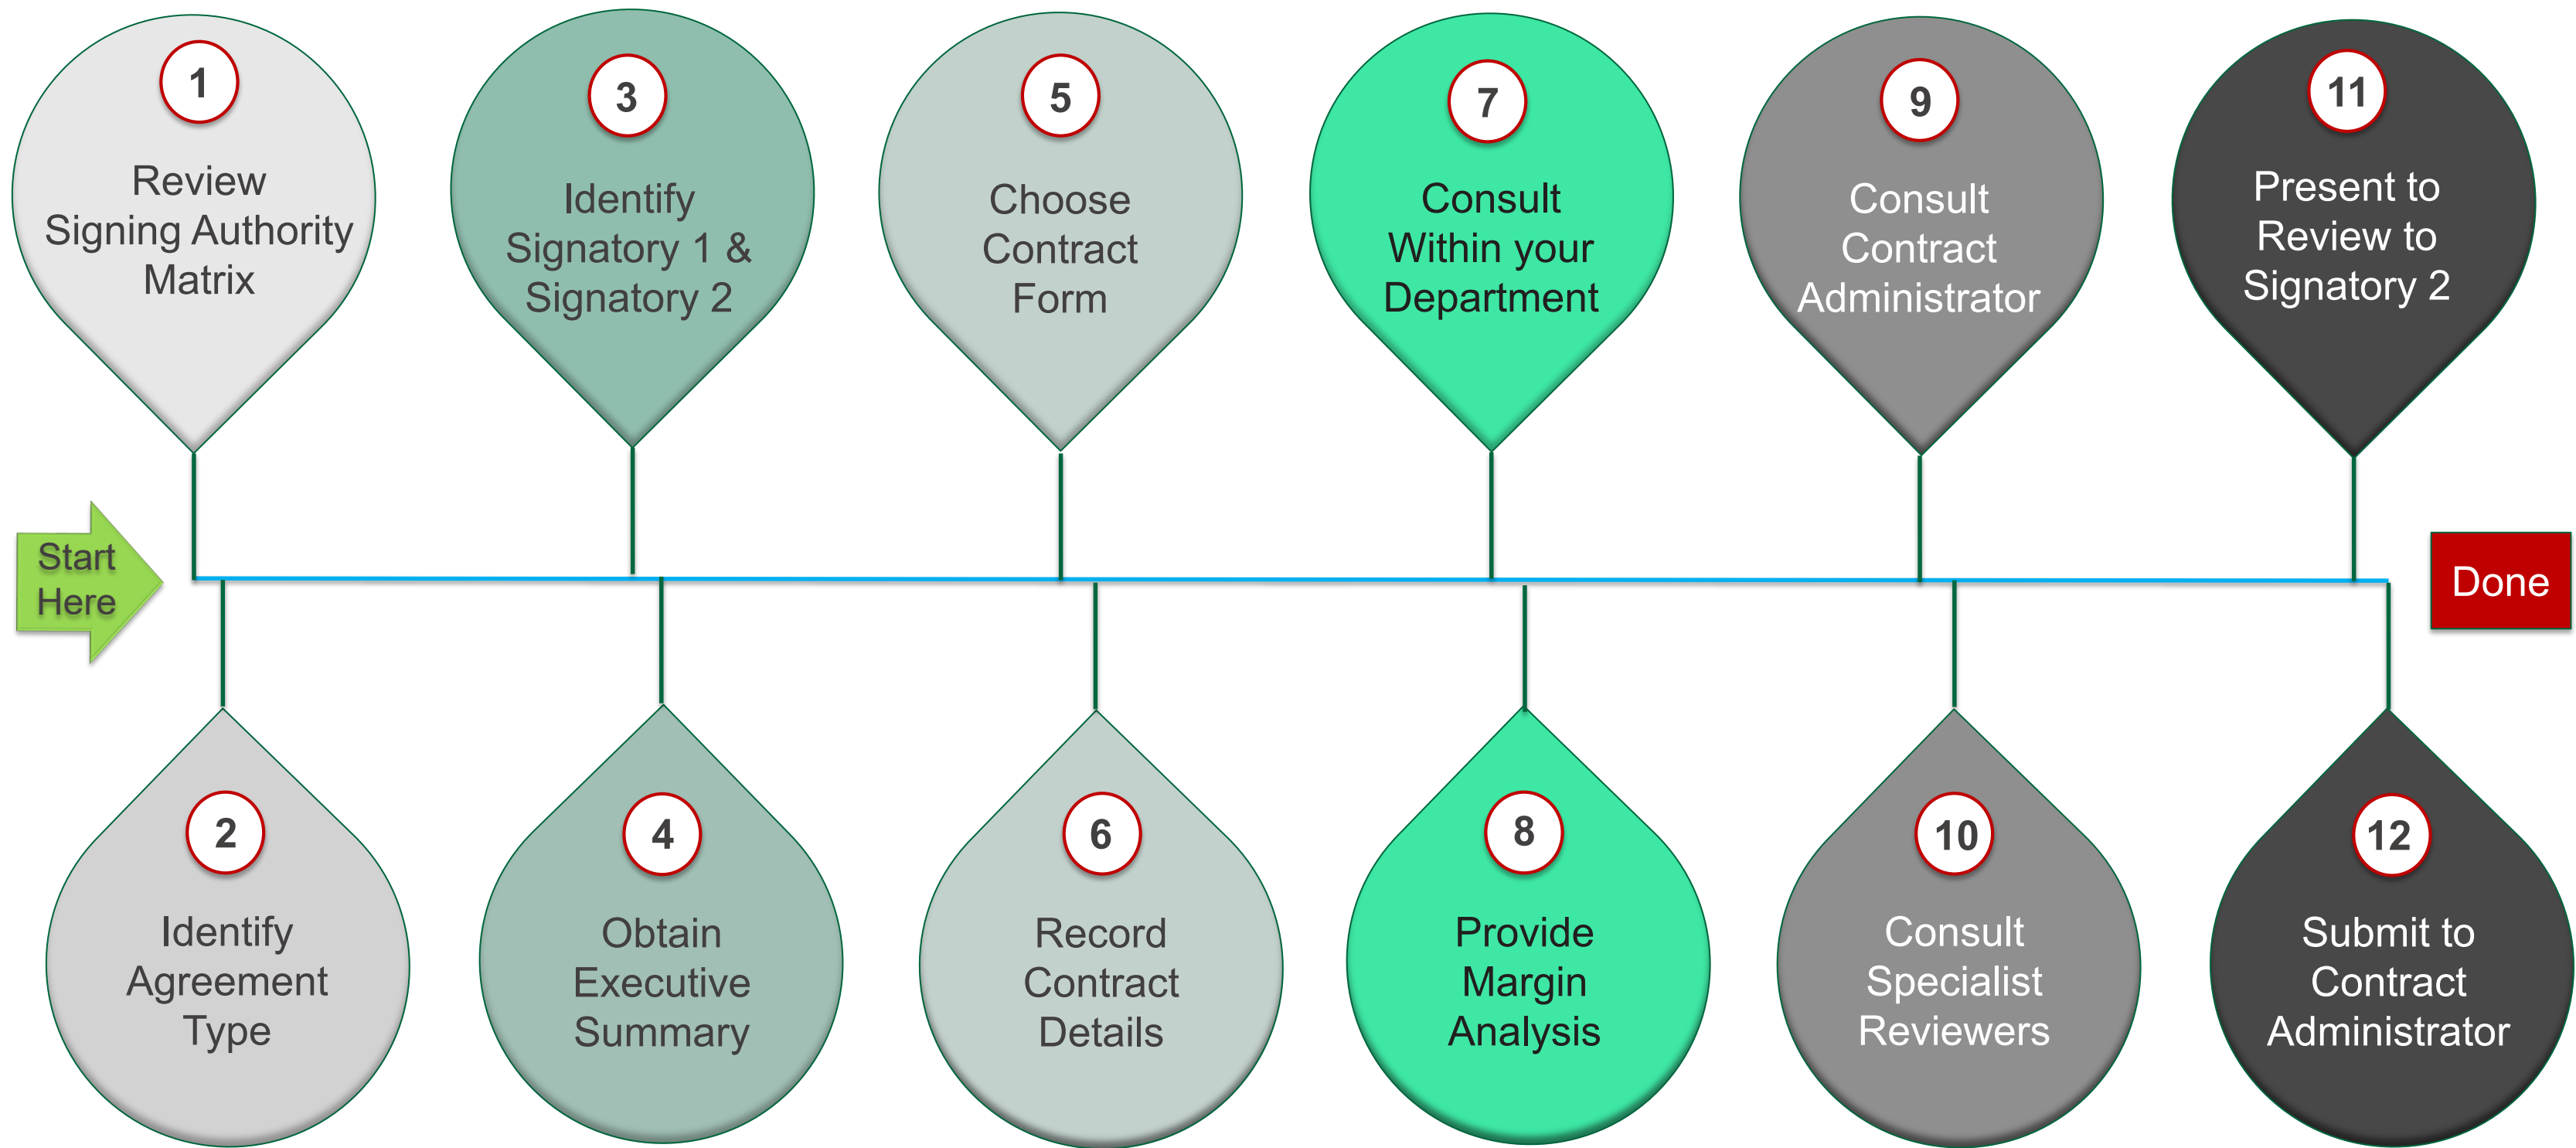 1
Review
Signing Authority
Matrix
3
Identify
Signatory 1 &
Signatory 2
5
Choose
Contract
Form
7
Consult
Within your
Department
9
Consult
Contract
Administrator
11
Present to
Review to
Signatory 2
Start
Here
Done
2
Identify
Agreement
Type
4
Obtain
Executive
Summary
6
Record
Contract
Details
8
Provide
Margin
Analysis
10
Consult
Specialist
Reviewers
12
Submit to
Contract
Administrator